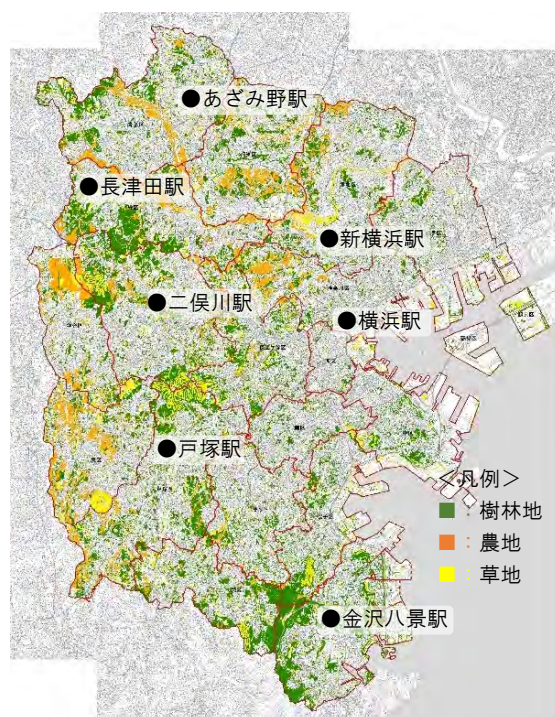 ●あざみ野駅
●長津田駅
●新横浜駅
●二俣川駅
●横浜駅
●戸塚駅
＜凡例＞
：樹林地
：農地
：草地
●金沢八景駅